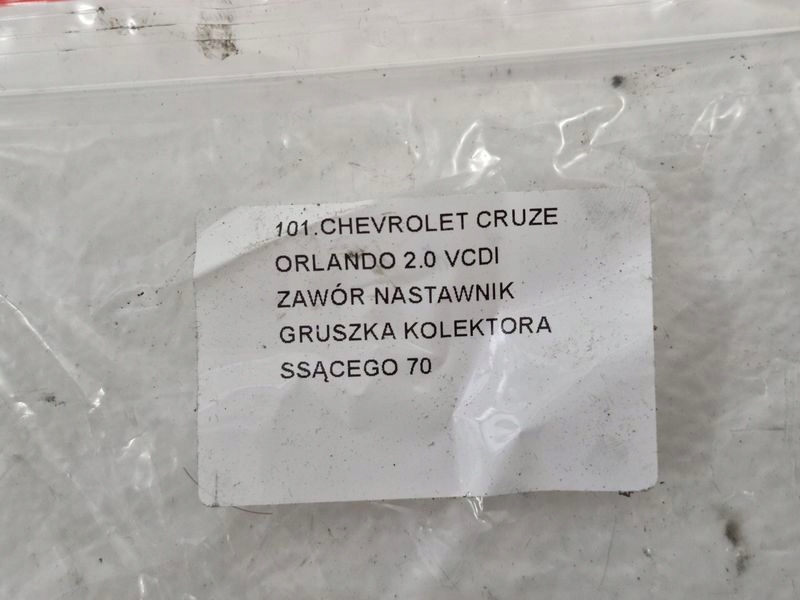 101.CHEVROLET CRUZE
ORLANDO 2.0 VCDI
ZAWÓR NASTAWNIK
GRUSZKA KOLEKTORA
SSĄCEGO 70